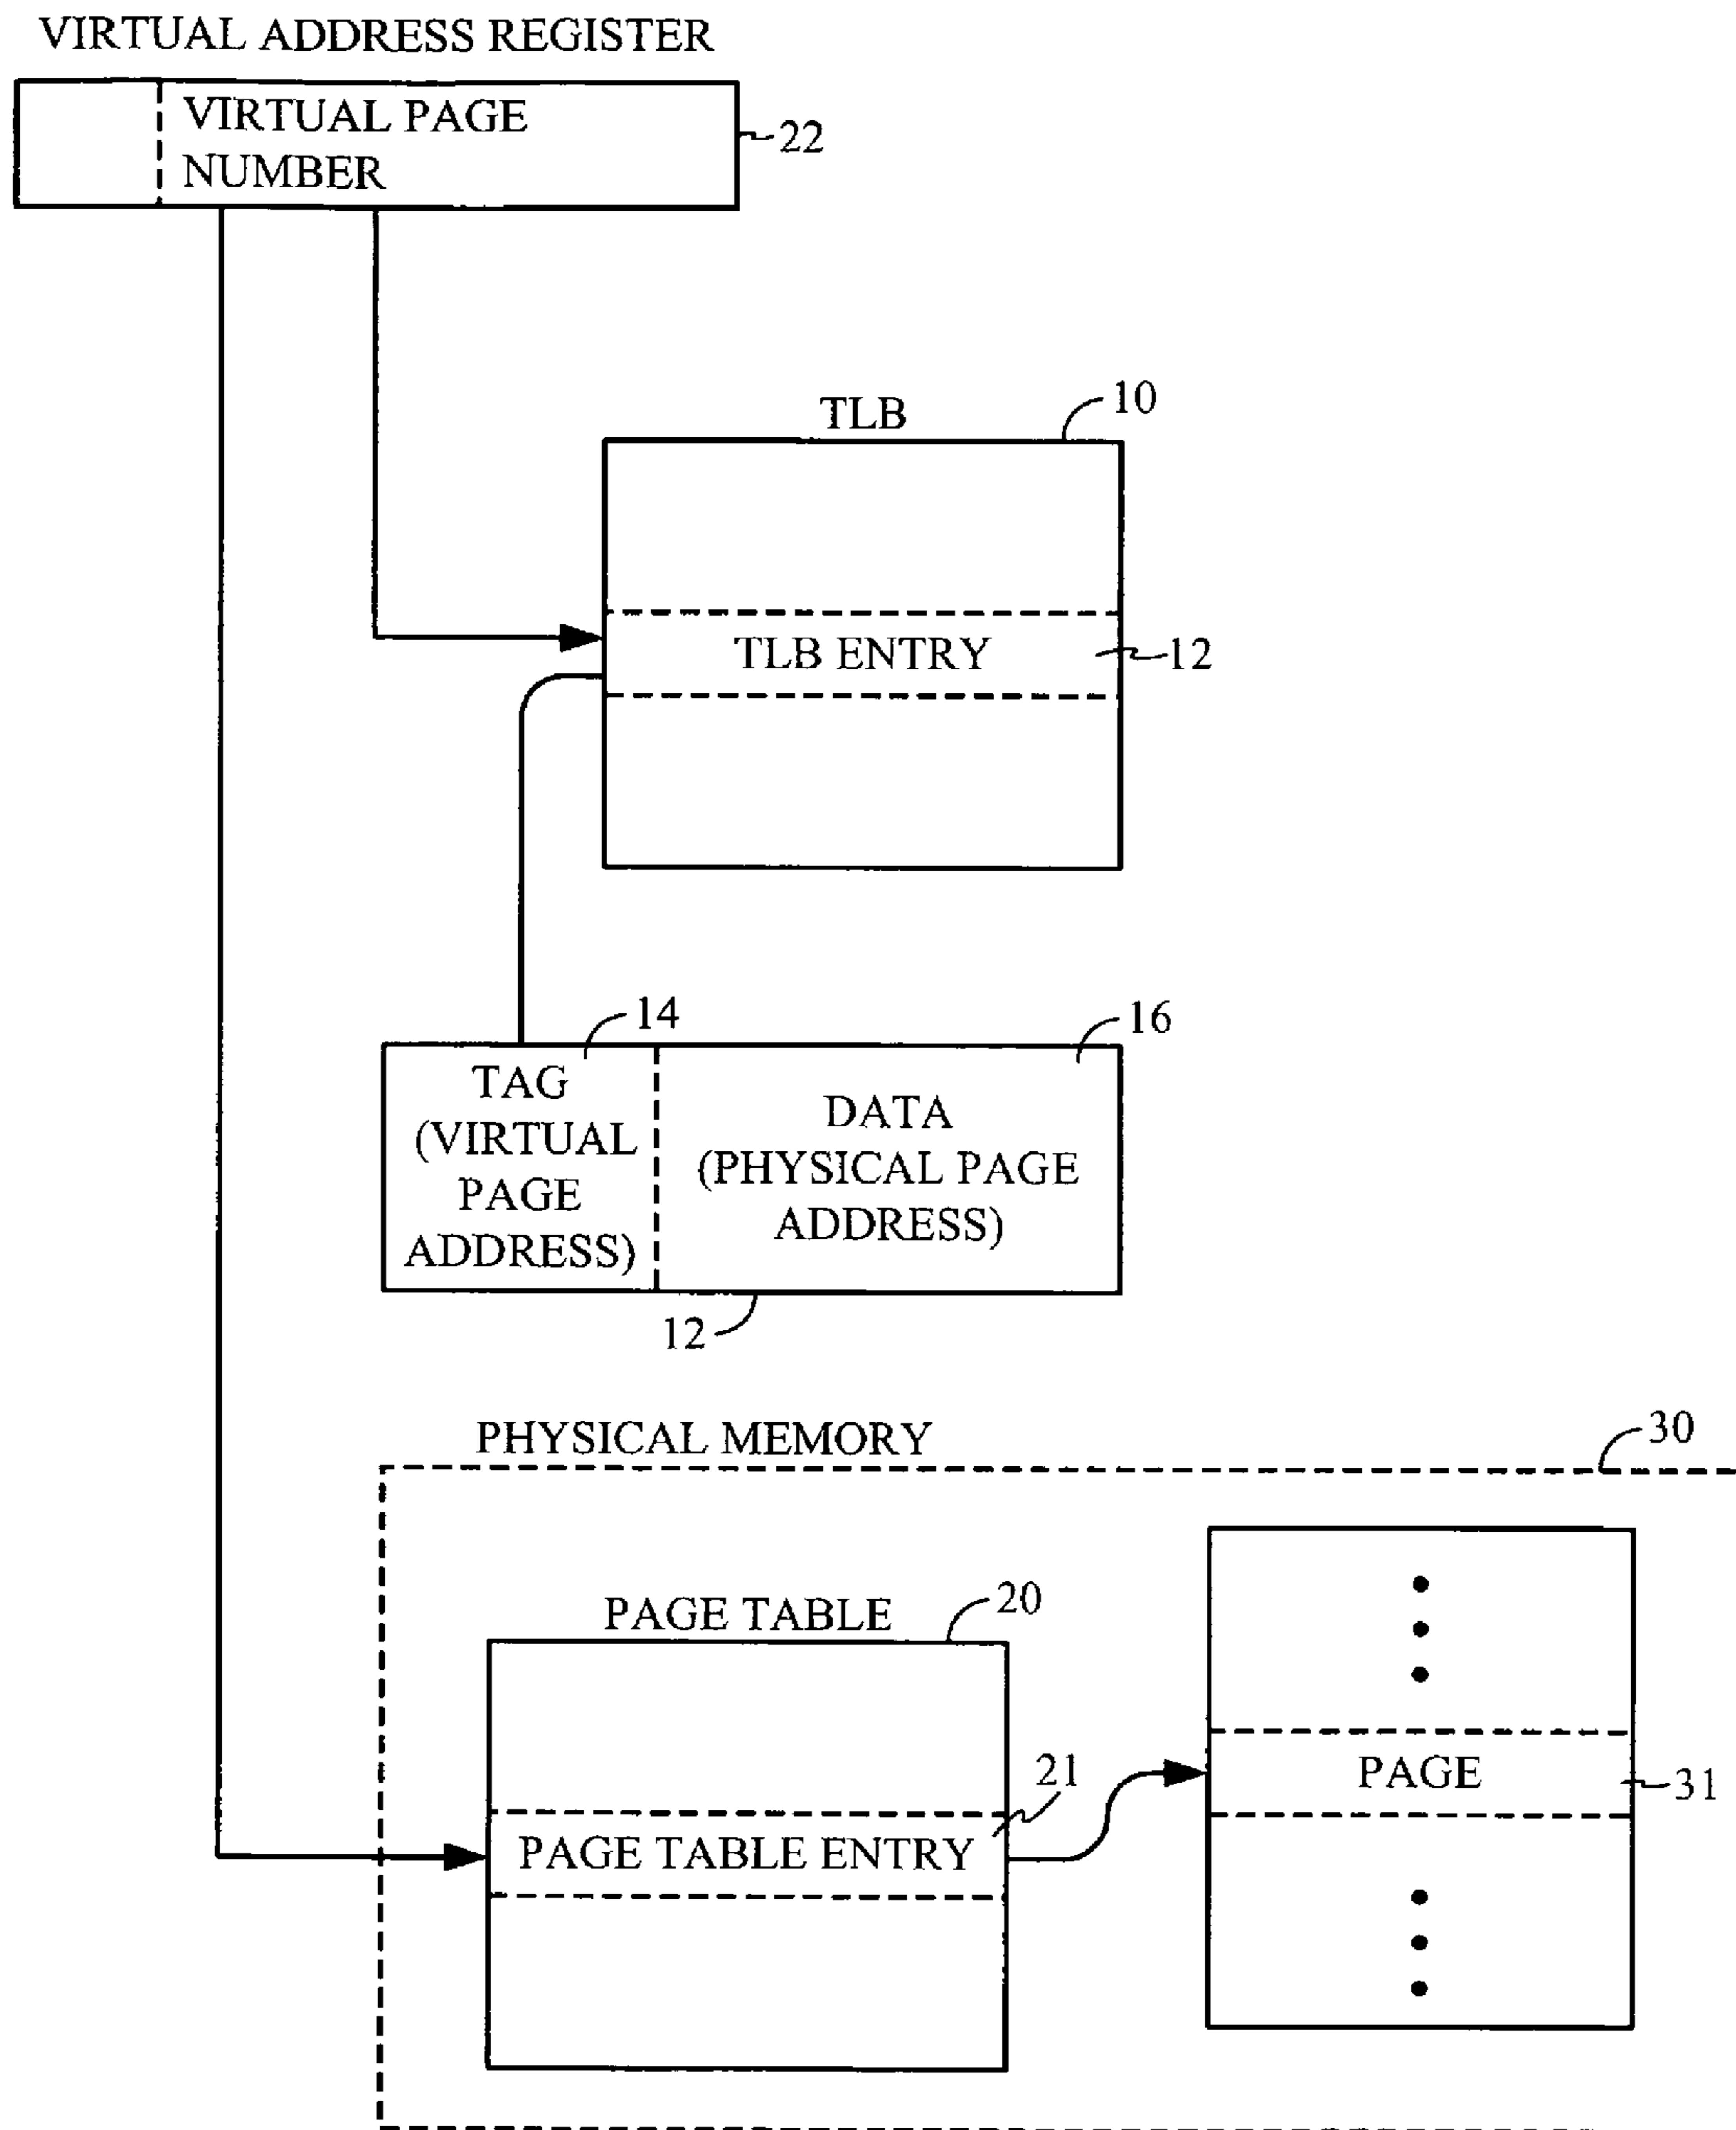 VIRTUAL ADDRESS REGISTER
VIRTUAL PAGE
NUMBER
22
TLB
10
TLB ENTRY
12
14
16
TAG
(VIRTUAL
PAGE
ADDRESS)
DATA
(PHYSICAL PAGE
ADDRESS)
12
PHYSICAL MEMORY
30
PAGE TABLE
20
21
PAGE TABLE ENTRY
PAGE
31